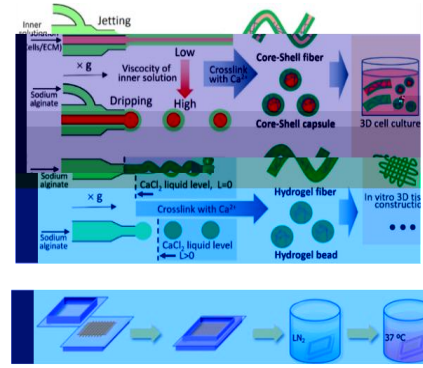 Jetting
Inner
solution
(Cells/ECM)
Low
× g
Viscosity of
inner solution
Crosslink
with Ca²⁺
Core-Shell fiber
Sodium
alginate
Dripping
High
Core-Shell capsule
3D cell culture
Sodium
alginate
CaCl₂ liquid level, L=0
Hydrogel fiber
× g
Crosslink with Ca²⁺
In vitro 3D tis
construction
Sodium
alginate
CaCl₂ liquid level
L>0
Hydrogel bead
LN₂
37 ºC